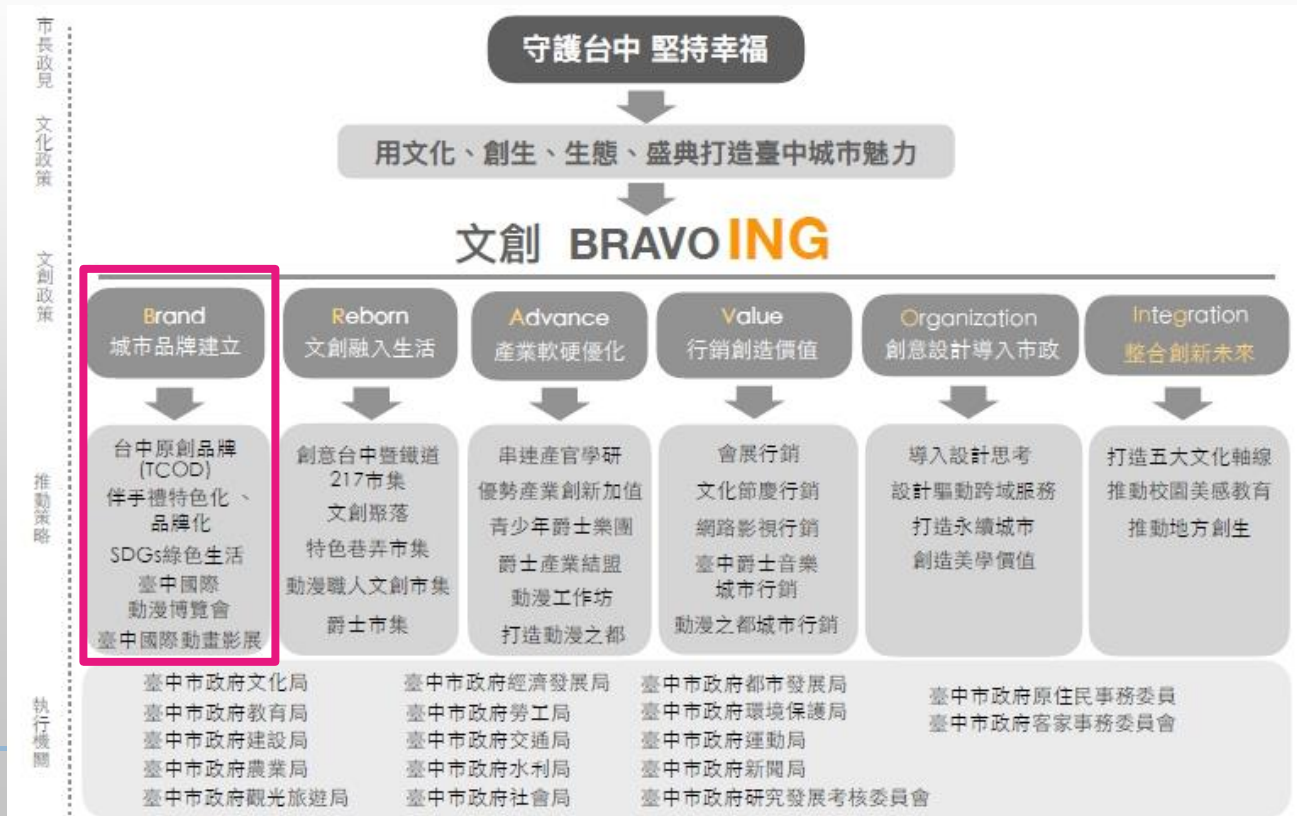 市長政見
守護台中 堅持幸福
文化政策
用文化、創生、生態、盛典打造臺中城市魅力
文創政策
文創 BRAVOING
Brand
城市品牌建立
Reborn
文創融入生活
Advance
產業軟硬優化
Value
行銷創造價值
Organization
創意設計導入市政
Integration
整合創新未來
推動策略
台中原創品牌
(TCOD)
伴手禮特色化、
品牌化
SDGs綠色生活
臺中國際
動漫博覽會
臺中國際動畫影展
創意台中暨鐵道
217市集
文創聚落
特色巷弄市集
動漫職人文創市集
爵士市集
串連產官學研
優勢產業創新加值
青少年爵士樂團
爵士產業結盟
動漫工作坊
打造動漫之都
會展行銷
文化節慶行銷
網路影視行銷
臺中爵士音樂
城市行銷
動漫之都城市行銷
導入設計思考
設計驅動跨域服務
打造永續城市
創造美學價值
打造五大文化軸線
推動校園美感教育
推動地方創生
執行機關
臺中市政府文化局
臺中市政府教育局
臺中市政府建設局
臺中市政府農業局
臺中市政府觀光旅遊局
臺中市政府經濟發展局
臺中市政府勞工局
臺中市政府交通局
臺中市政府水利局
臺中市政府社會局
臺中市政府都市發展局
臺中市政府環境保護局
臺中市政府運動局
臺中市政府新聞局
臺中市政府研究發展考核委員會
臺中市政府原住民事務委員
臺中市政府客家事務委員會